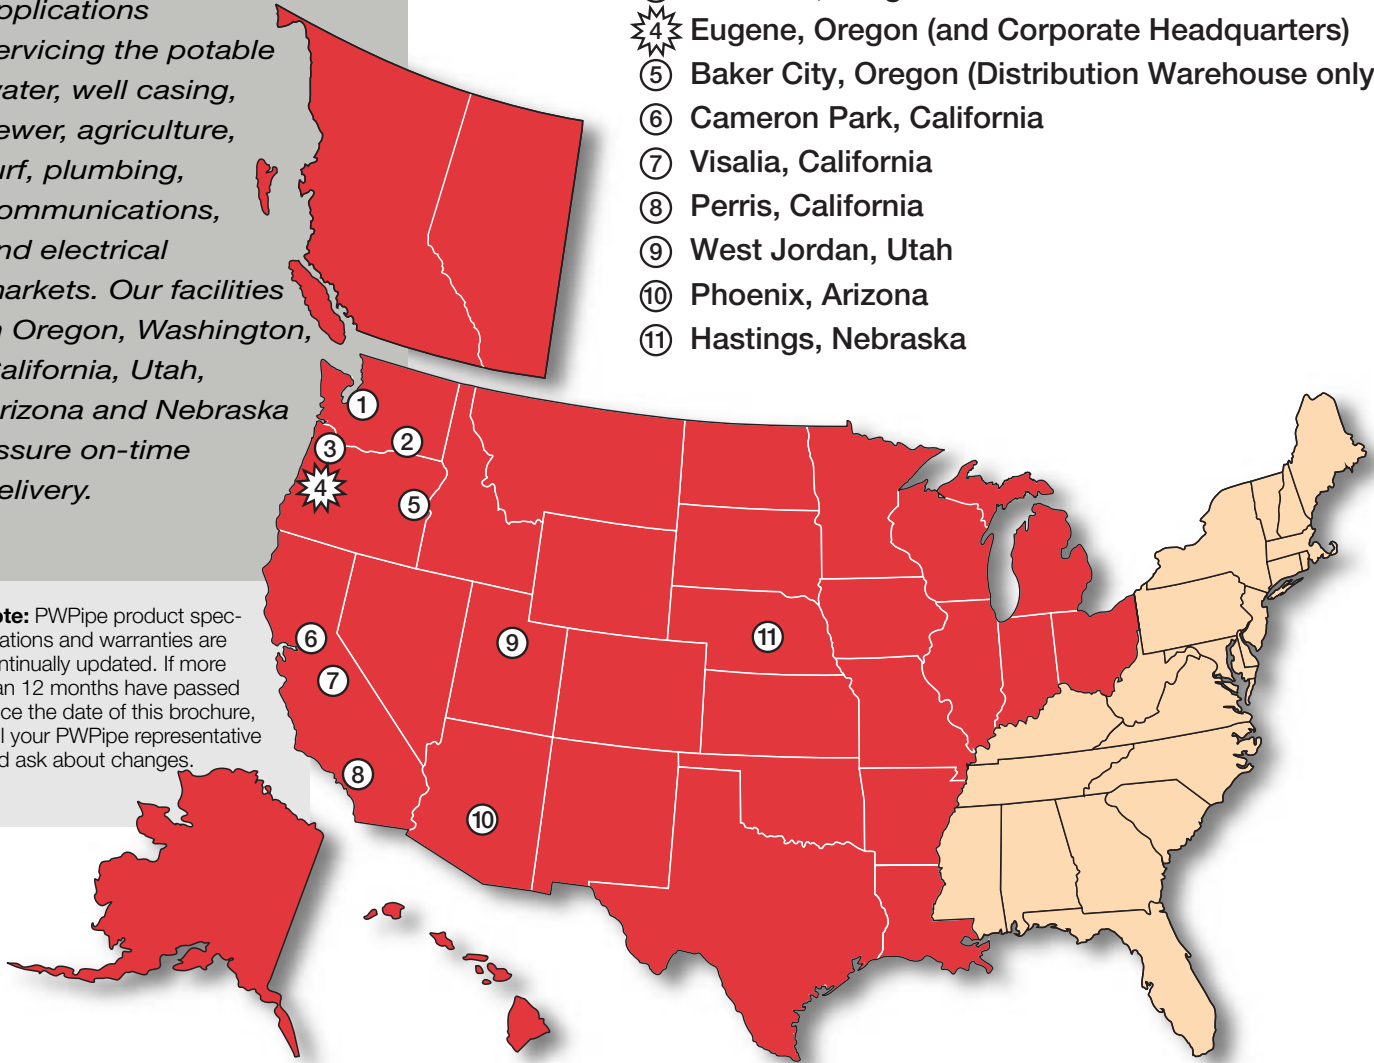 pplications
ervicing the potable
ater, well casing,
ewer, agriculture,
urf, plumbing,
ommunications,
nd electrical
arkets. Our facilities
n Oregon, Washington,
alifornia, Utah,
rizona and Nebraska
ssure on-time
elivery.
ote: PWPipe product spec-
ations and warranties are
ntinually updated. If more
an 12 months have passed
ce the date of this brochure,
l your PWPipe representative
d ask about changes.
4 Eugene, Oregon (and Corporate Headquarters)
5 Baker City, Oregon (Distribution Warehouse only
6 Cameron Park, California
7 Visalia, California
8 Perris, California
9 West Jordan, Utah
10 Phoenix, Arizona
11 Hastings, Nebraska
1
2
3
4
5
6
7
8
9
10
11